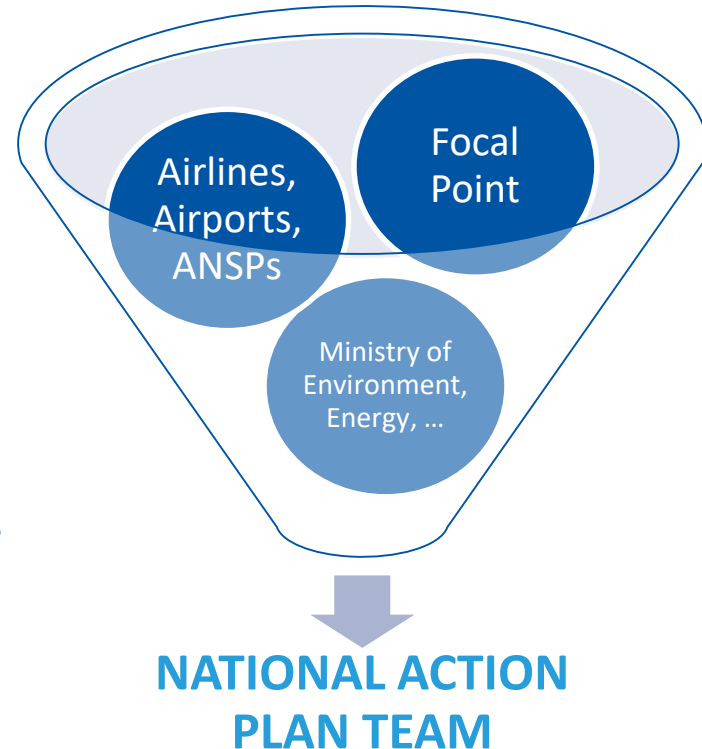 Airlines,
Airports,
ANSPs
Focal
Point
Ministry of
Environment,
Energy, ...
NATIONAL ACTION
PLAN TEAM